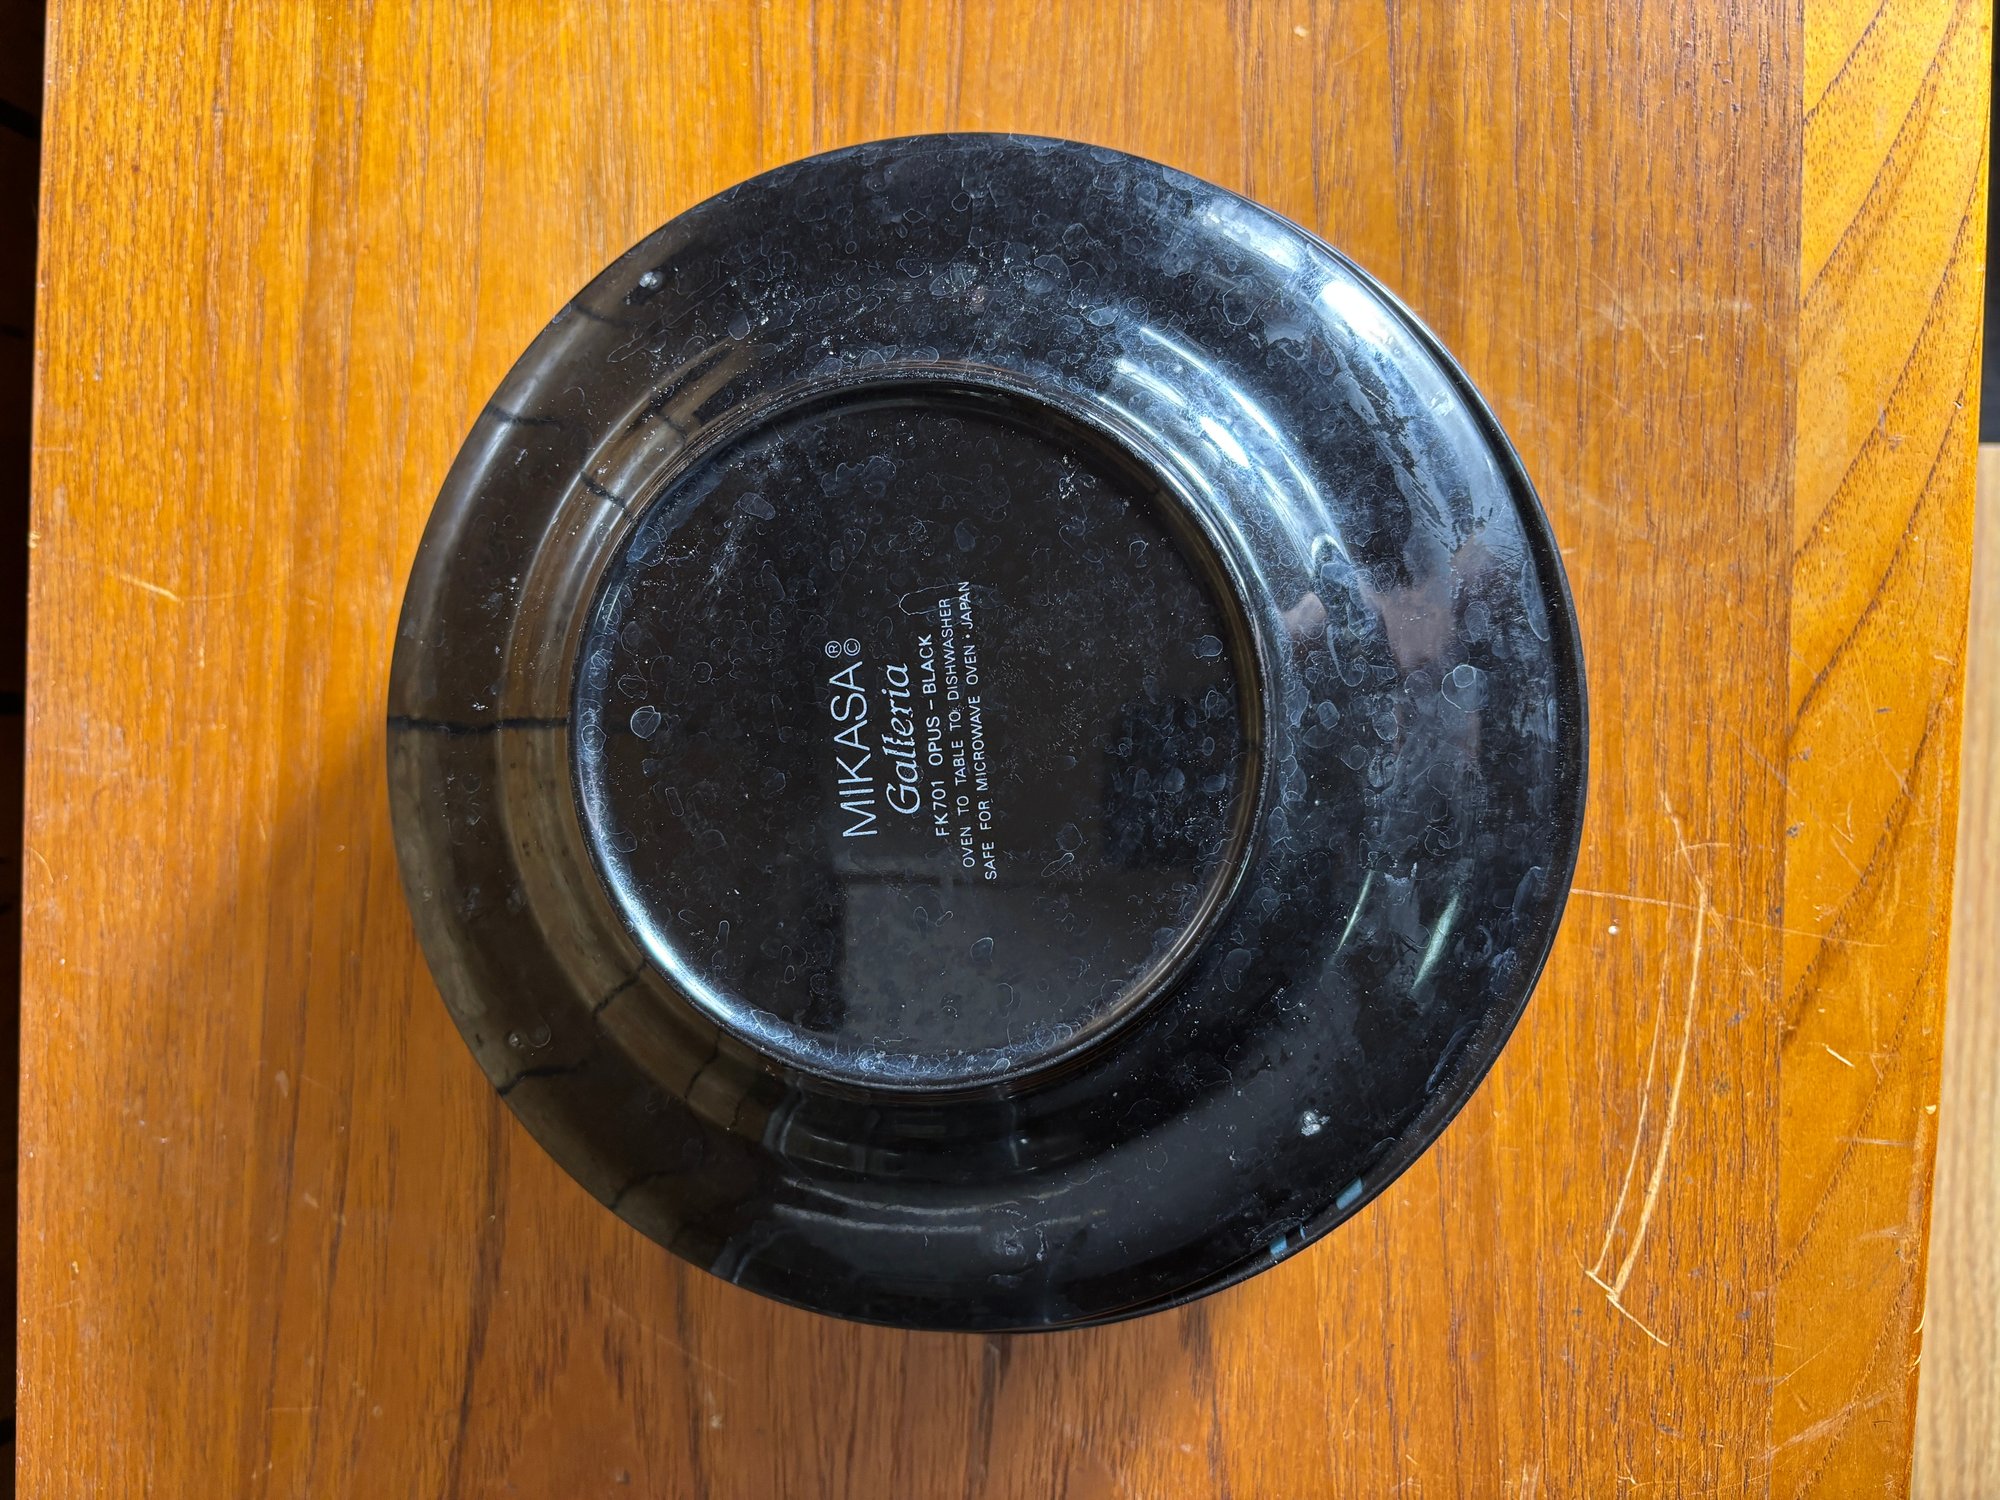 MIKASA®©
Galleria
FK701 OPUS – BLACK
OVEN TO TABLE TO DISHWASHER
SAFE FOR MICROWAVE OVEN • JAPAN